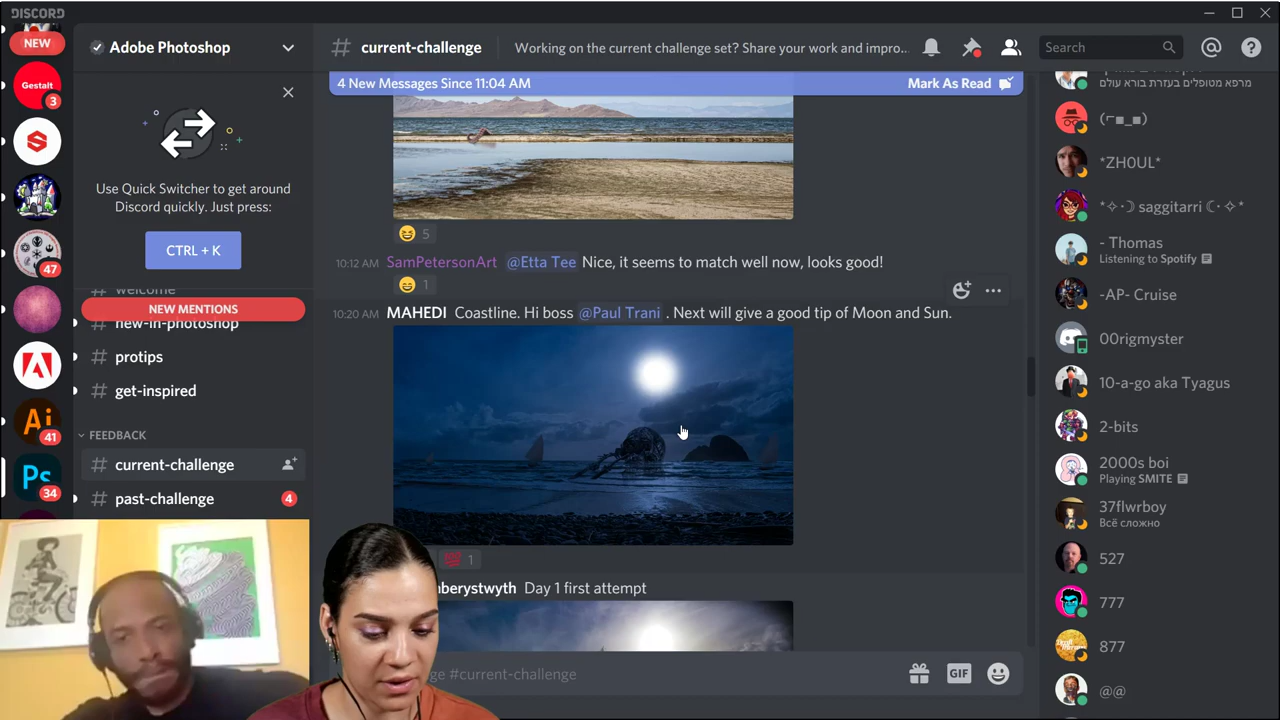 DISCORD
NEW
Gestalt
3
47
Ai
41
Ps
34
Adobe Photoshop
Use Quick Switcher to get around
Discord quickly. Just press:
CTRL + K
welcome
NEW MENTIONS
# new-in-photoshop
# protips
# get-inspired
FEEDBACK
# current-challenge
# past-challenge
4
# current-challenge
Working on the current challenge set? Share your work and impro...
Search
4 New Messages Since 11:04 AM
Mark As Read
5
10:12 AM SamPetersonArt @Etta Tee Nice, it seems to match well now, looks good!
1
10:20 AM MAHEDI Coastline. Hi boss @Paul Trani . Next will give a good tip of Moon and Sun.
100 1
mberystwyth Day 1 first attempt
ge #current-challenge
GIF
מרפא מטופלים בעזרת בורא עולם
(⌐■_■)
*ZH0UL*
*✧·☽ saggitarri ☾·✧*
- Thomas
Listening to Spotify
-AP- Cruise
00rigmyster
10-a-go aka Tyagus
2-bits
2000s boi
Playing SMITE
37flwrboy
Всё сложно
527
777
877
@@